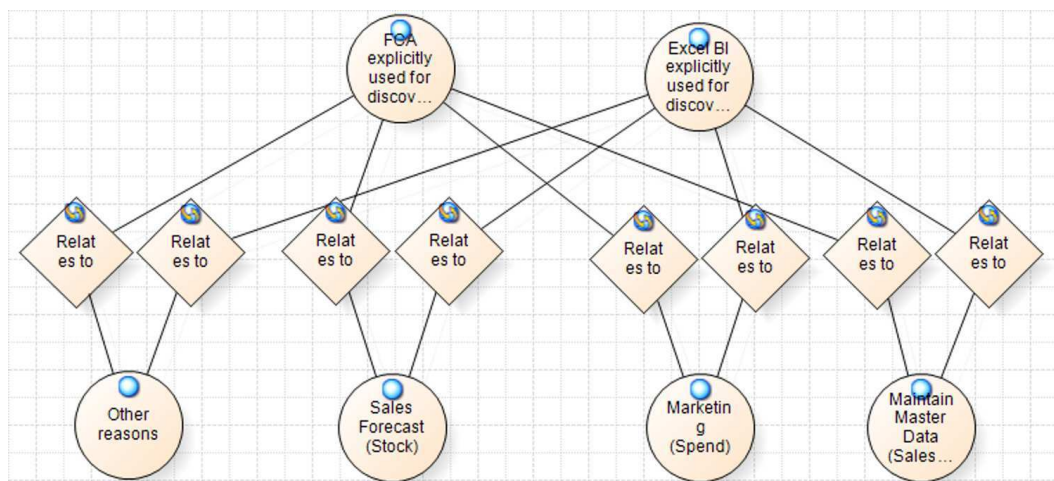 FCA
explicitly
used for
discov...
Excel BI
explicitly
used for
discov...
Relat
es to
Relat
es to
Relat
es to
Relat
es to
Relat
es to
Relat
es to
Relat
es to
Relat
es to
Other
reasons
Sales
Forecast
(Stock)
Marketin
g
(Spend)
Maintain
Master
Data
(Sales...